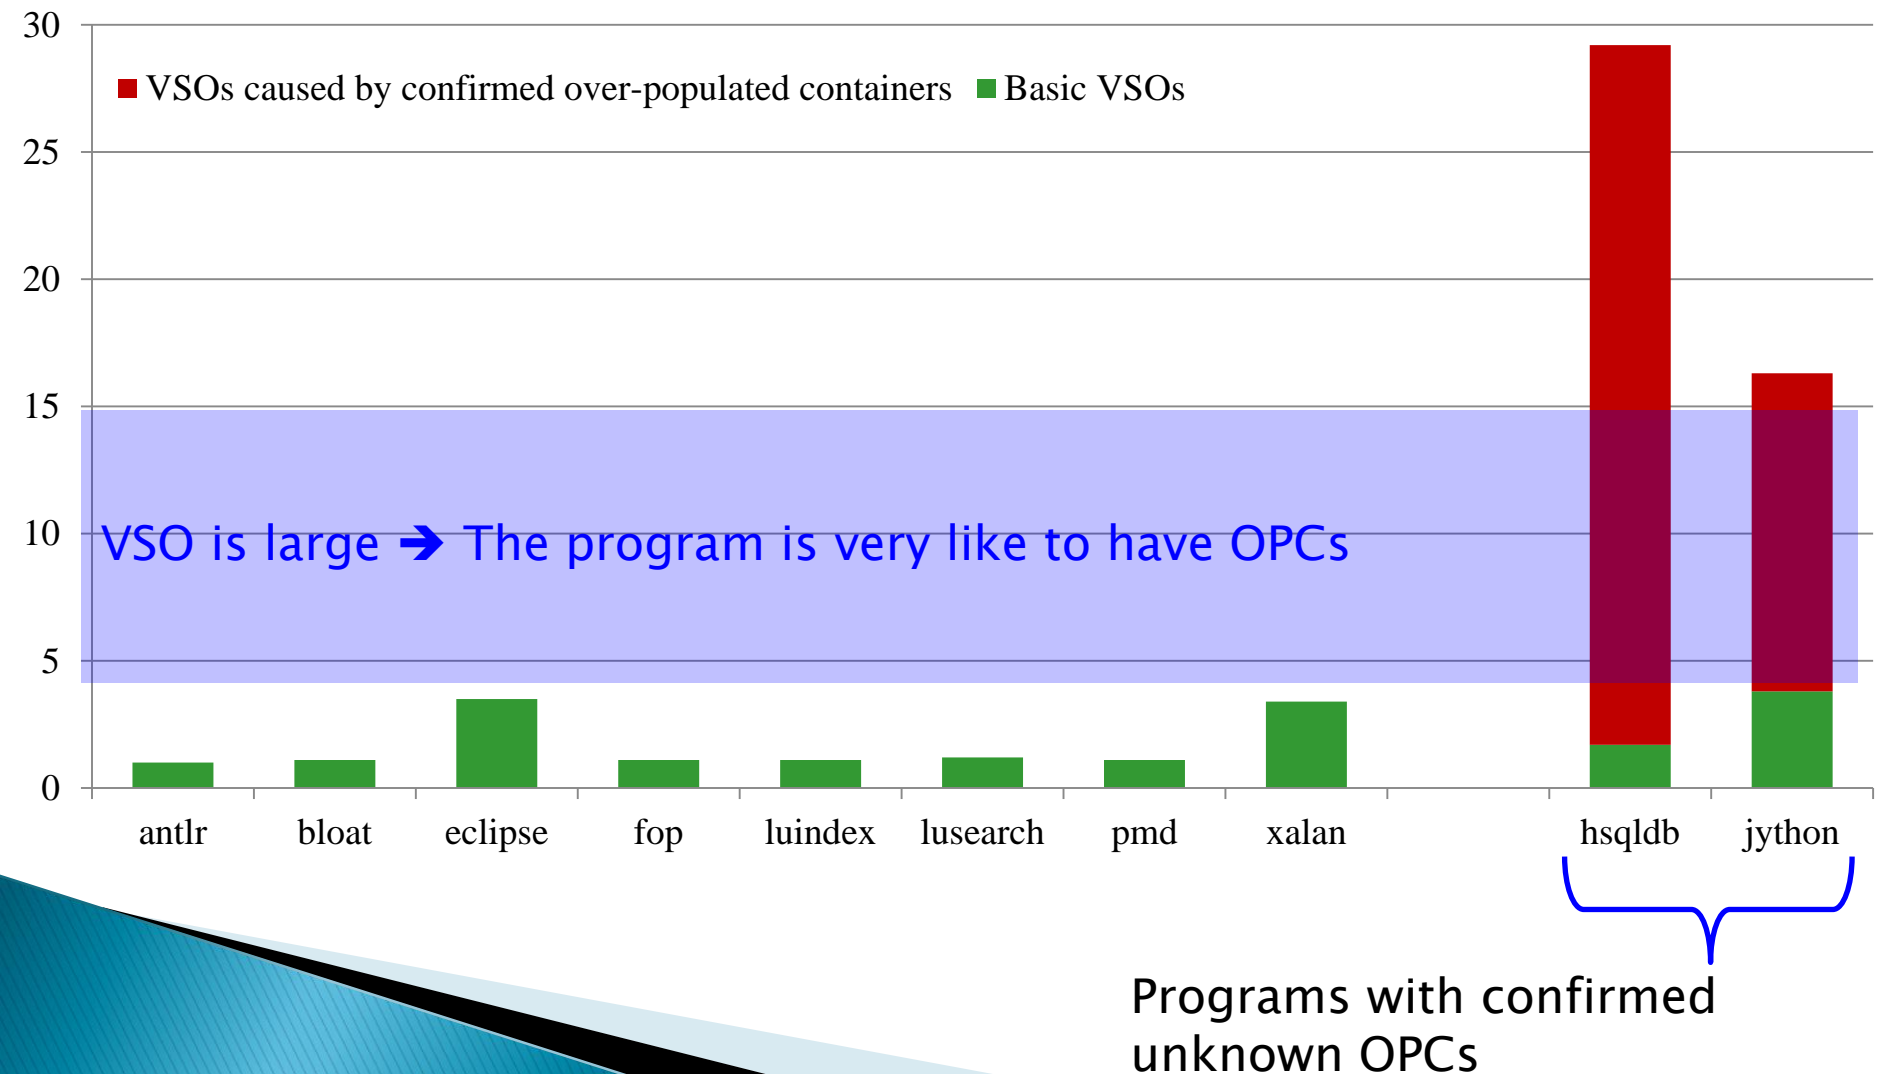 30
VSOs caused by confirmed over-populated containers Basic VSOs
25
20
15
10
VSO is large ➔ The program is very like to have OPCs
5
0
antlr bloat eclipse fop luindex lusearch pmd xalan hsqldb jython
Programs with confirmed
unknown OPCs